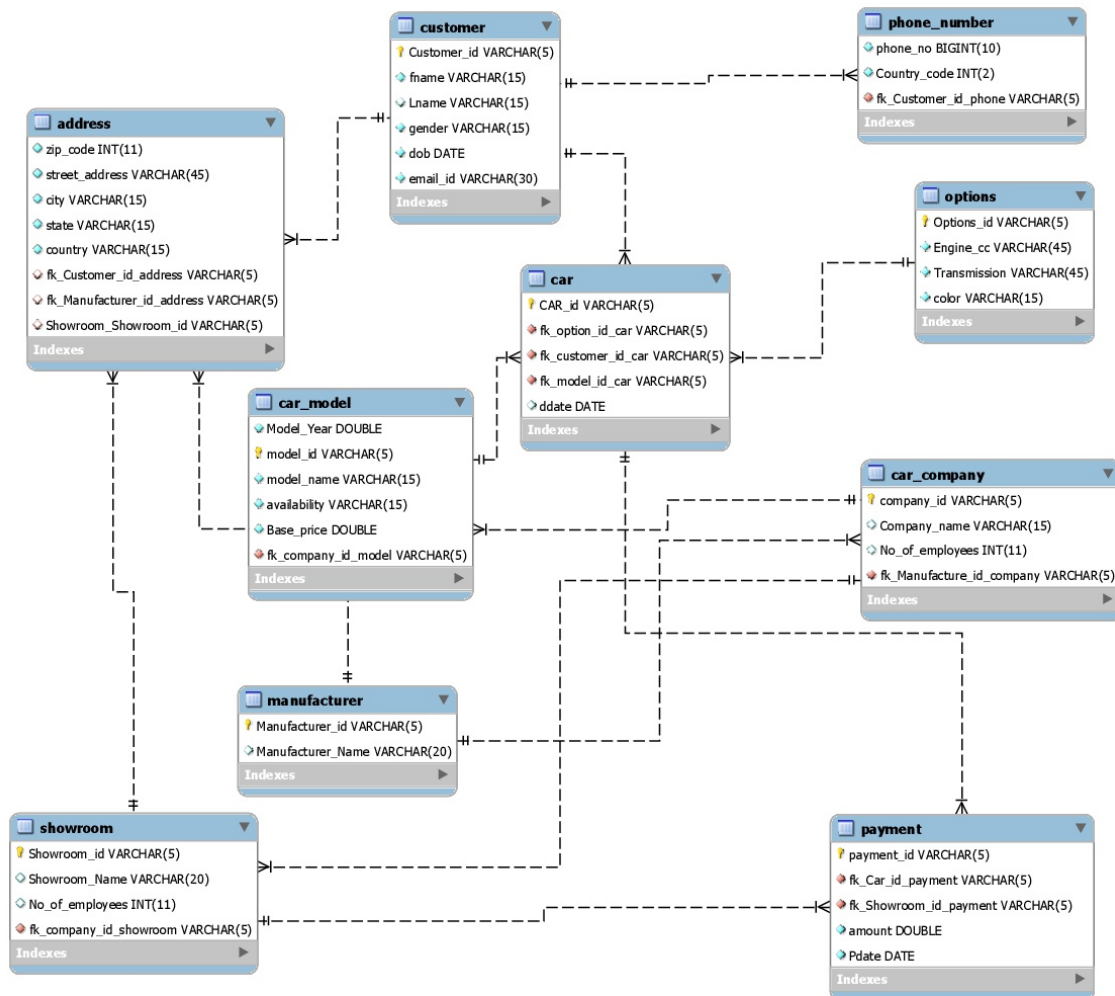 customer
Customer_id VARCHAR(5)
fname VARCHAR(15)
Lname VARCHAR(15)
gender VARCHAR(15)
dob DATE
email_id VARCHAR(30)
Indexes
phone_number
phone_no BIGINT(10)
Country_code INT(2)
fk_Customer_id_phone VARCHAR(5)
Indexes
address
zip_code INT(11)
street_address VARCHAR(45)
city VARCHAR(15)
state VARCHAR(15)
country VARCHAR(15)
fk_Customer_id_address VARCHAR(5)
fk_Manufacturer_id_address VARCHAR(5)
Showroom_Showroom_id VARCHAR(5)
Indexes
options
Options_id VARCHAR(5)
Engine_cc VARCHAR(45)
Transmission VARCHAR(45)
color VARCHAR(15)
Indexes
car
CAR_id VARCHAR(5)
fk_option_id_car VARCHAR(5)
fk_customer_id_car VARCHAR(5)
fk_model_id_car VARCHAR(5)
ddate DATE
Indexes
car_model
Model_Year DOUBLE
model_id VARCHAR(5)
model_name VARCHAR(15)
availability VARCHAR(15)
Base_price DOUBLE
fk_company_id_model VARCHAR(5)
Indexes
car_company
company_id VARCHAR(5)
Company_name VARCHAR(15)
No_of_employees INT(11)
fk_Manufacture_id_company VARCHAR(5)
Indexes
manufacturer
Manufacturer_id VARCHAR(5)
Manufacturer_Name VARCHAR(20)
Indexes
showroom
Showroom_id VARCHAR(5)
Showroom_Name VARCHAR(20)
No_of_employees INT(11)
fk_company_id_showroom VARCHAR(5)
Indexes
payment
payment_id VARCHAR(5)
fk_Car_id_payment VARCHAR(5)
fk_Showroom_id_payment VARCHAR(5)
amount DOUBLE
Pdate DATE
Indexes